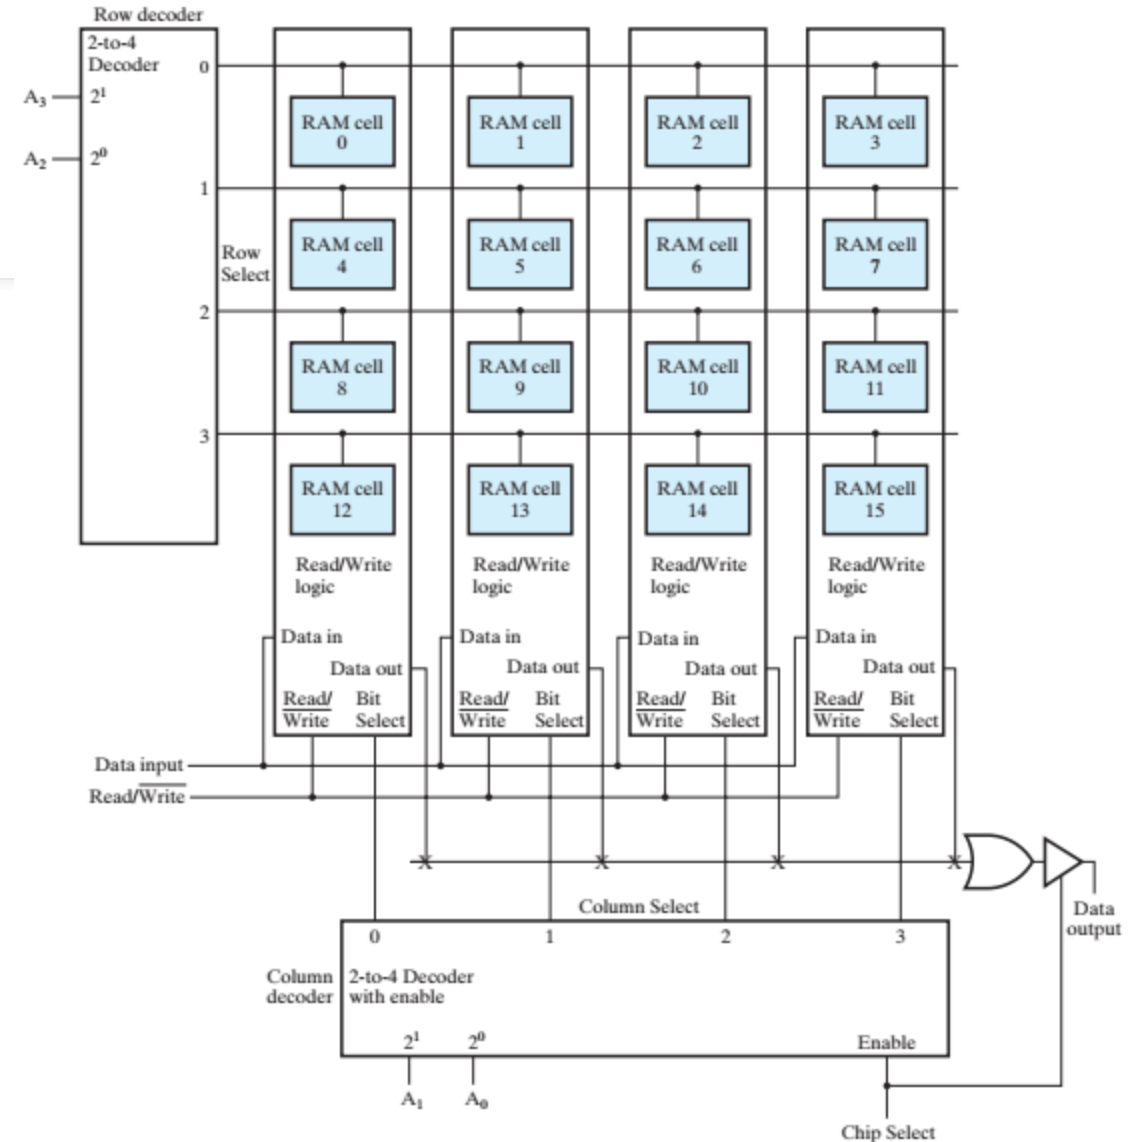 Row decoder
2-to-4
Decoder
0
A₃
2¹
A₂
2⁰
RAM cell
0
RAM cell
1
RAM cell
2
RAM cell
3
1
Row
Select
RAM cell
4
RAM cell
5
RAM cell
6
RAM cell
7
2
RAM cell
8
RAM cell
9
RAM cell
10
RAM cell
11
3
RAM cell
12
RAM cell
13
RAM cell
14
RAM cell
15
Read/Write
logic
Read/Write
logic
Read/Write
logic
Read/Write
logic
Data in
Data in
Data in
Data in
Data out
Data out
Data out
Data out
Read/
Write
Bit
Select
Read/
Write
Bit
Select
Read/
Write
Bit
Select
Read/
Write
Bit
Select
Data input
Read/Write
X
X
X
X
Data
output
Column Select
0
1
2
3
Column
decoder
2-to-4 Decoder
with enable
2¹
2⁰
Enable
A₁
A₀
Chip Select